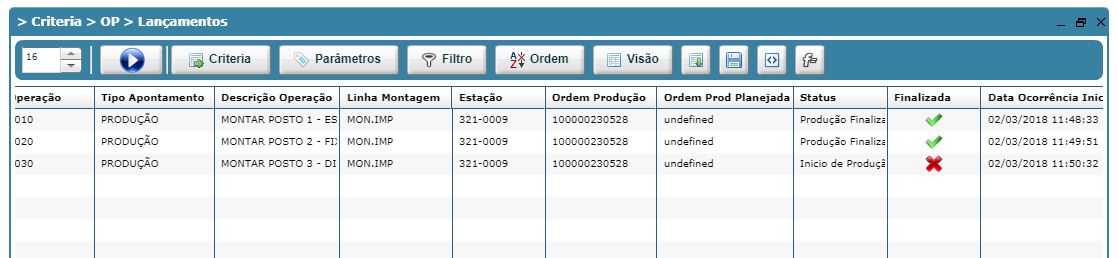 > Criteria > OP > Lançamentos
16 Criteria Parâmetros Filtro Ordem Visão
peração Tipo Apontamento Descrição Operação Linha Montagem Estação Ordem Produção Ordem Prod Planejada Status Finalizada Data Ocorrência Inic
010 PRODUÇÃO MONTAR POSTO 1 - ES MON.IMP 321-0009 100000230528 undefined Produção Finaliza 02/03/2018 11:48:33
020 PRODUÇÃO MONTAR POSTO 2 - FI MON.IMP 321-0009 100000230528 undefined Produção Finaliza 02/03/2018 11:49:51
030 PRODUÇÃO MONTAR POSTO 3 - DI MON.IMP 321-0009 100000230528 undefined Inicio de Produçã 02/03/2018 11:50:32